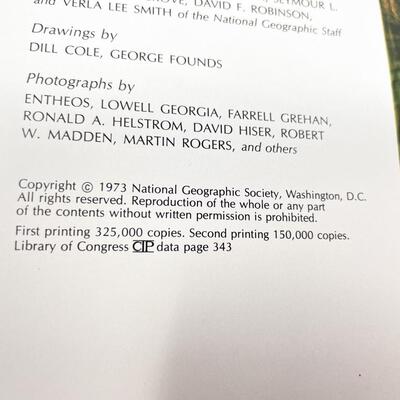 DAVID F. ROBINSON, SEYMOUR L.
and VERLA LEE SMITH of the National Geographic Staff
Drawings by
DILL COLE, GEORGE FOUNDS
Photographs by
ENTHEOS, LOWELL GEORGIA, FARRELL GREHAN,
RONALD A. HELSTROM, DAVID HISER, ROBERT
W. MADDEN, MARTIN ROGERS, and others
Copyright © 1973 National Geographic Society, Washington, D.C.
All rights reserved. Reproduction of the whole or any part
of the contents without written permission is prohibited.
First printing 325,000 copies. Second printing 150,000 copies.
Library of Congress CIP data page 343